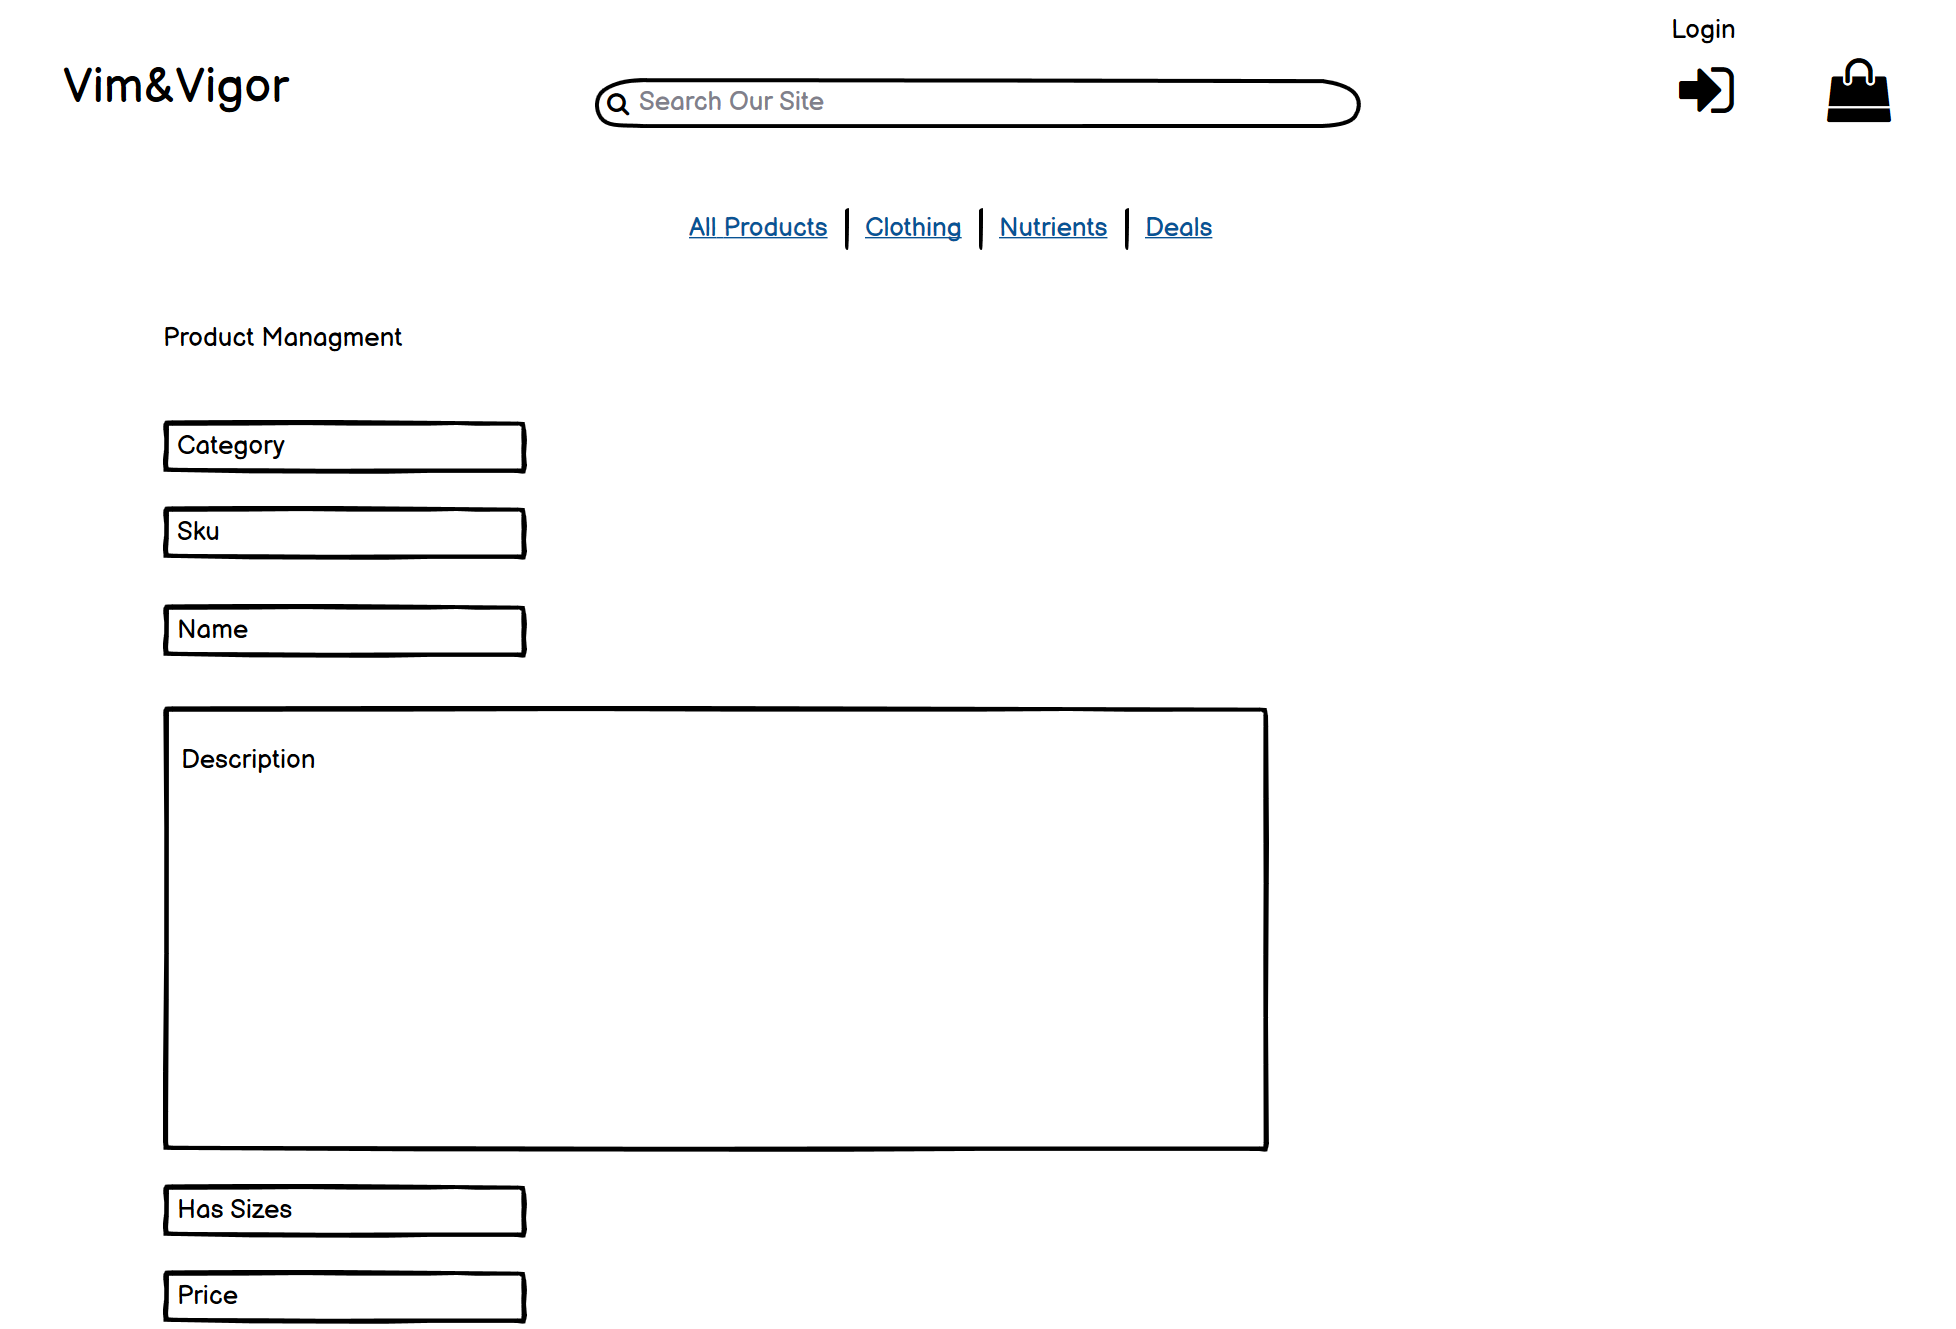 Login
Vim&Vigor
Search Our Site
All Products
Clothing
Nutrients
Deals
Product Managment
Category
Sku
Name
Description
Has Sizes
Price